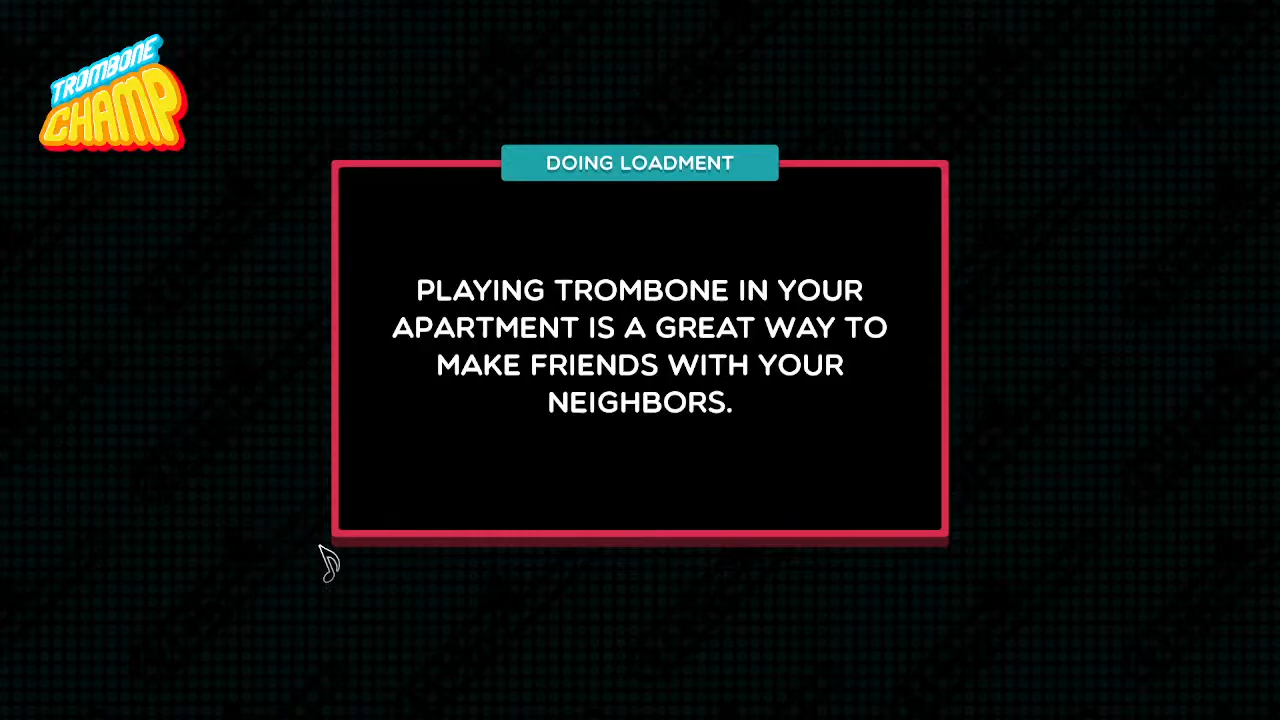 TROMBONE
CHAMP
DOING LOADMENT
PLAYING TROMBONE IN YOUR
APARTMENT IS A GREAT WAY TO
MAKE FRIENDS WITH YOUR
NEIGHBORS.